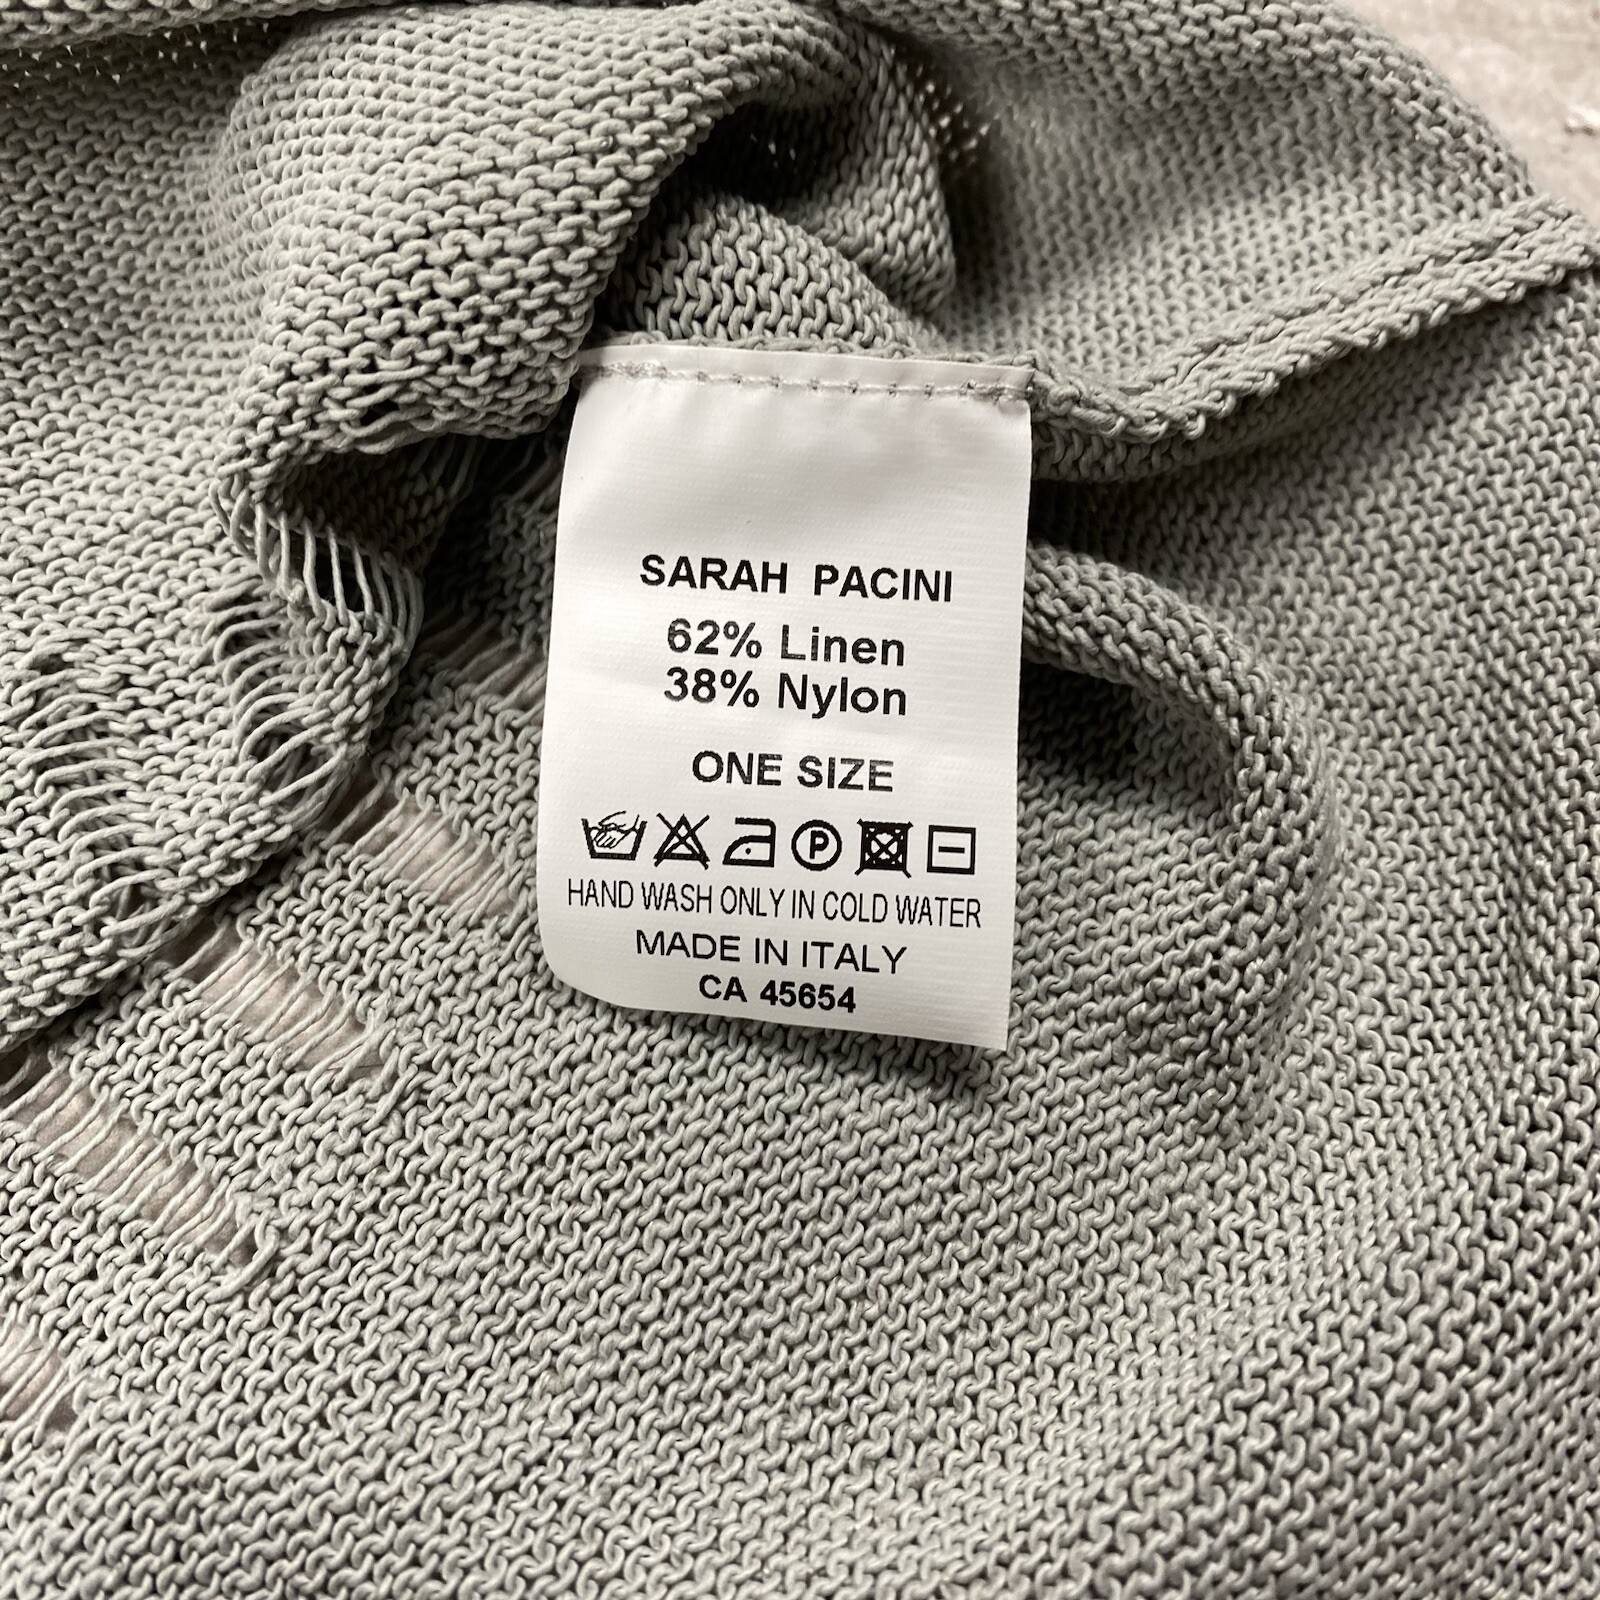 SARAH PACINI
62% Linen
38% Nylon
ONE SIZE
P
HAND WASH ONLY IN COLD WATER
MADE IN ITALY
CA 45654